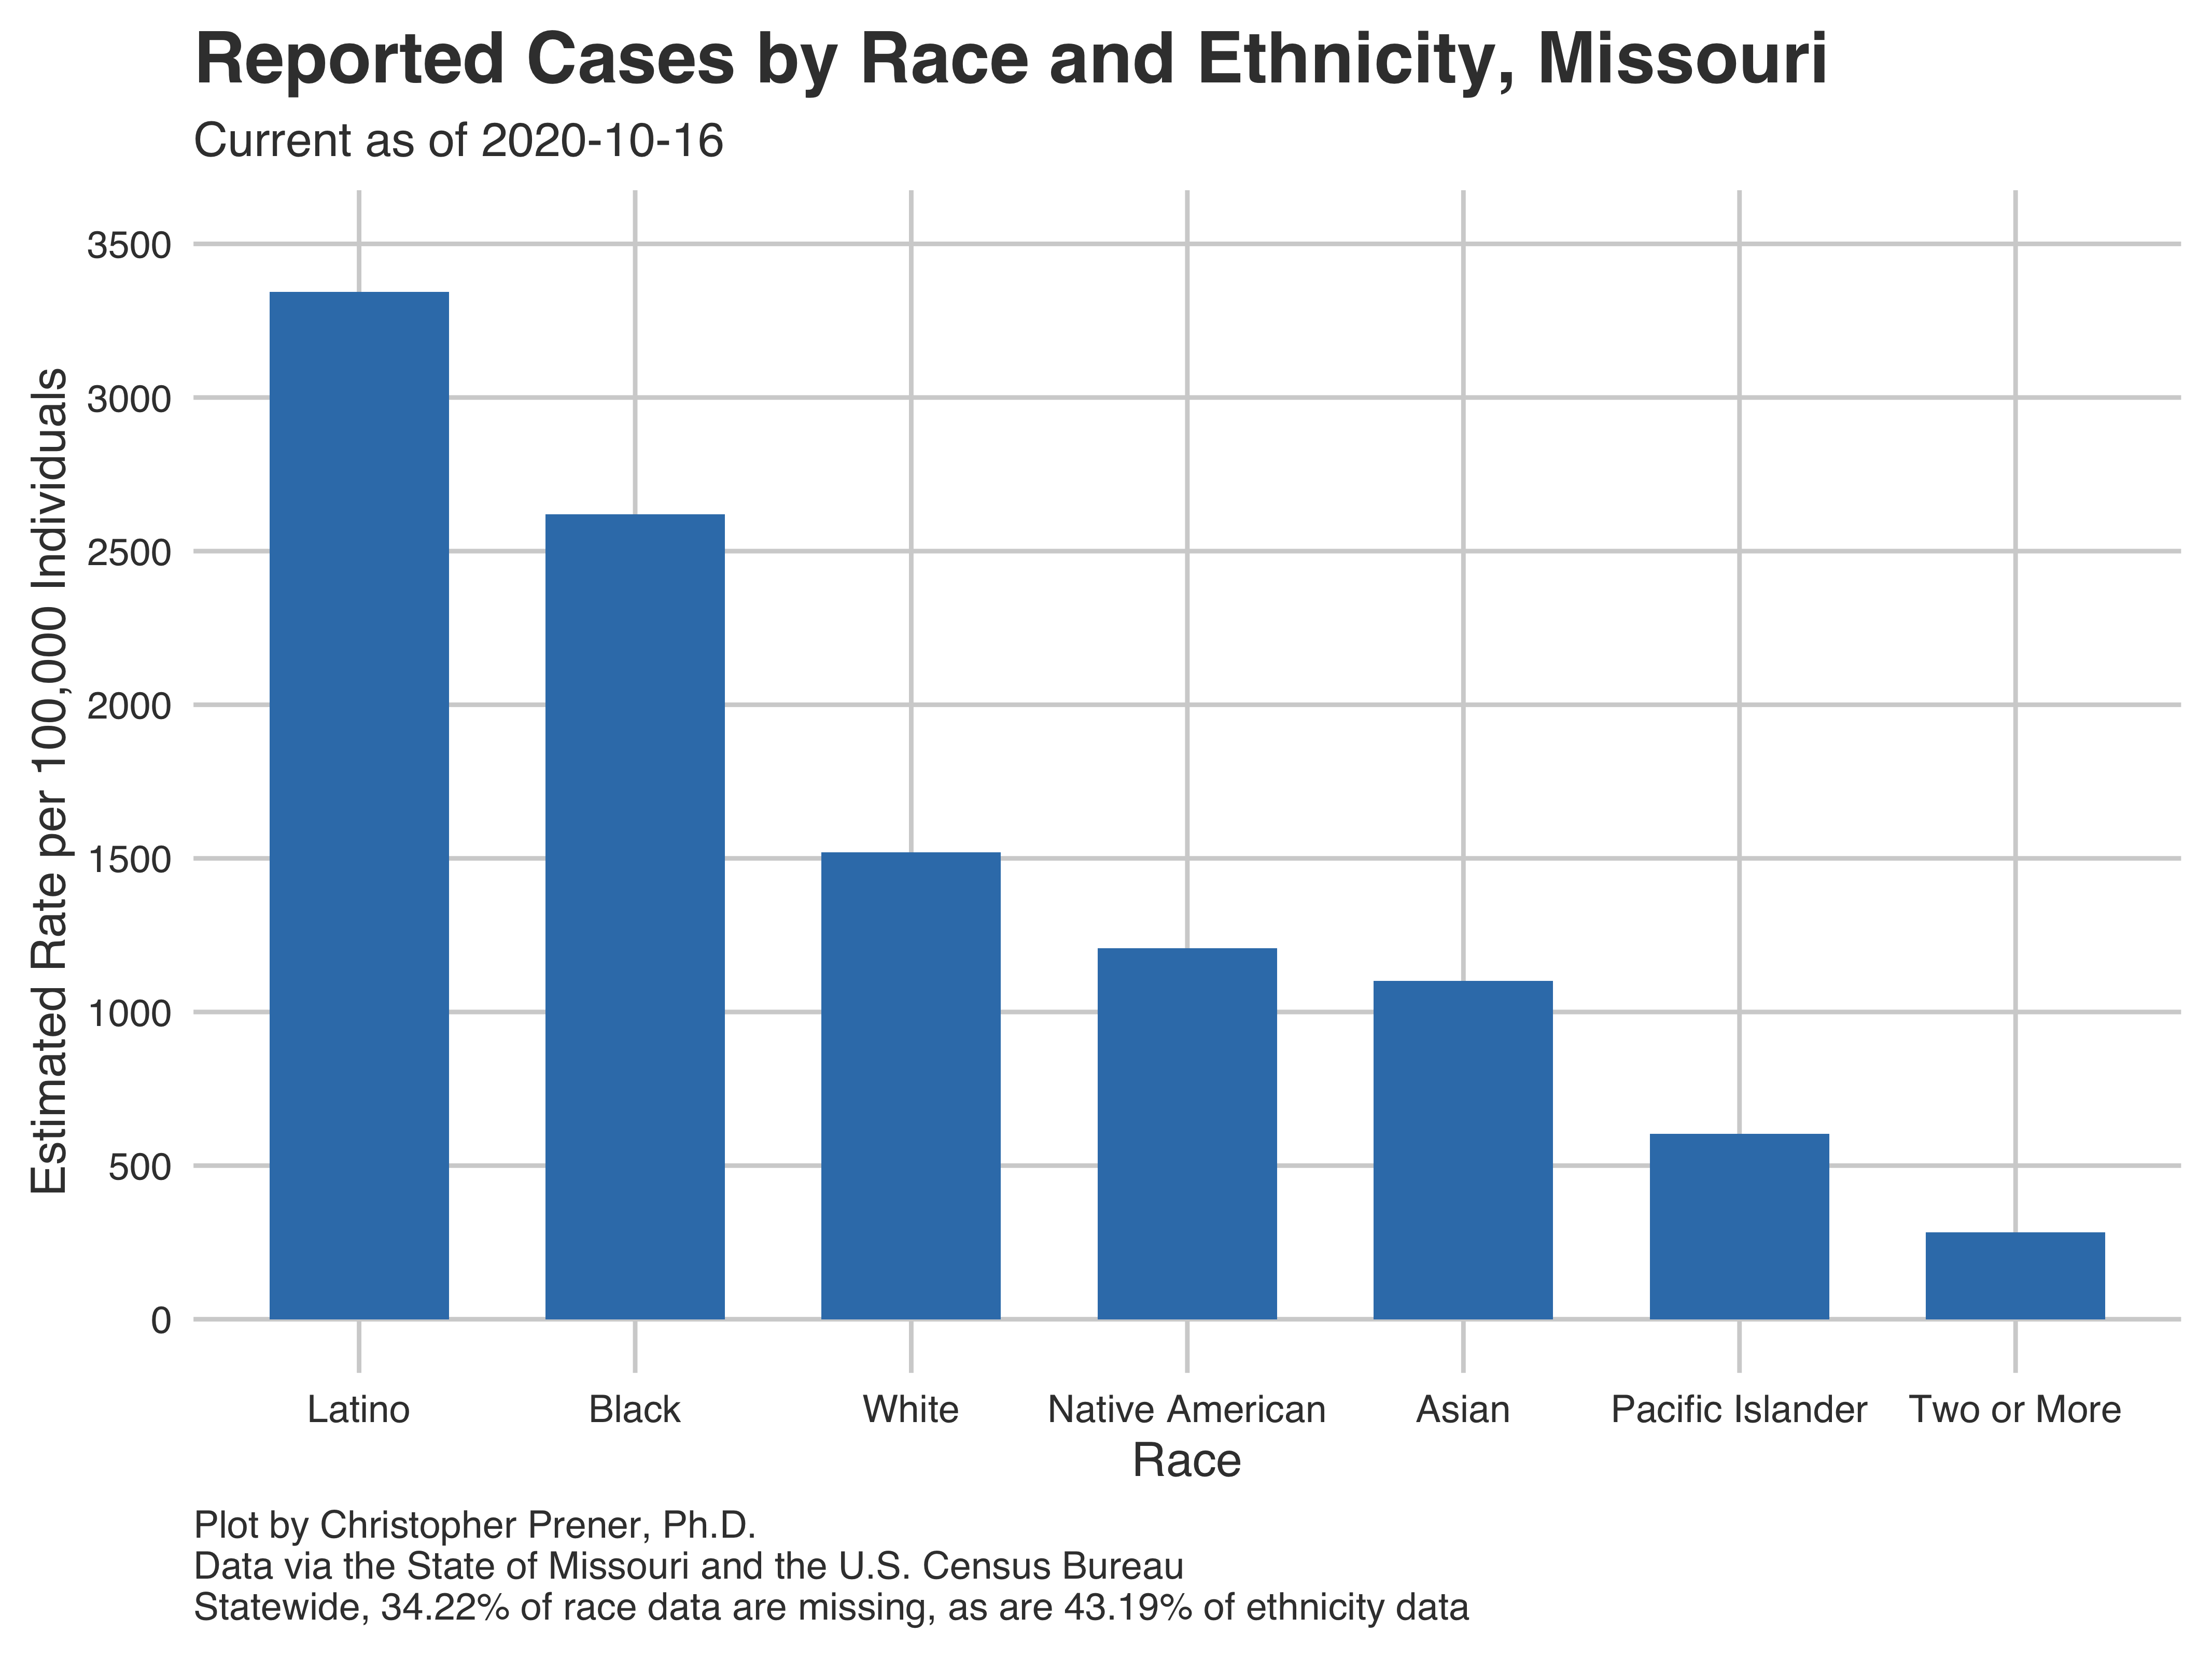 Reported Cases by Race and Ethnicity, Missouri
Current as of 2020-10-16
Estimated Rate per 100,000 Individuals
3500
3000
2500
2000
1500
1000
500
0
Latino Black White Native American Asian Pacific Islander Two or More
Race
Plot by Christopher Prener, Ph.D.
Data via the State of Missouri and the U.S. Census Bureau
Statewide, 34.22% of race data are missing, as are 43.19% of ethnicity data